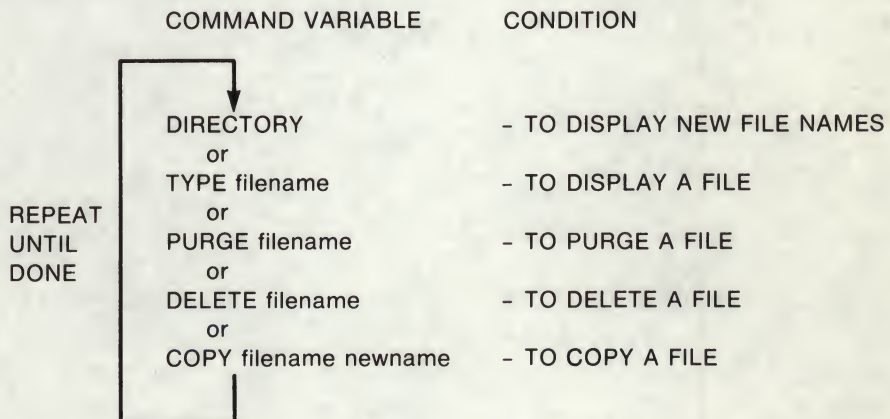 COMMAND VARIABLE CONDITION
DIRECTORY – TO DISPLAY NEW FILE NAMES
or
TYPE filename – TO DISPLAY A FILE
or
PURGE filename – TO PURGE A FILE
or
DELETE filename – TO DELETE A FILE
or
COPY filename newname – TO COPY A FILE
REPEAT
UNTIL
DONE